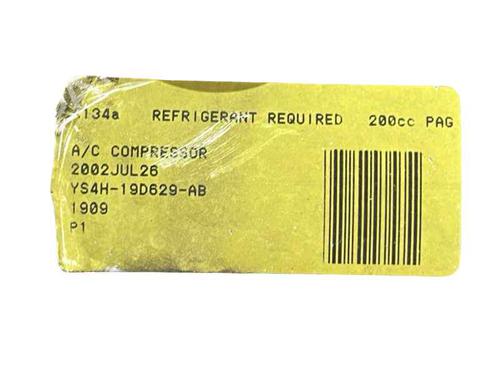 134a REFRIGERANT REQUIRED 200cc PAG
A/C COMPRESSOR
2002JUL26
YS4H-19D629-AB
1909
P1